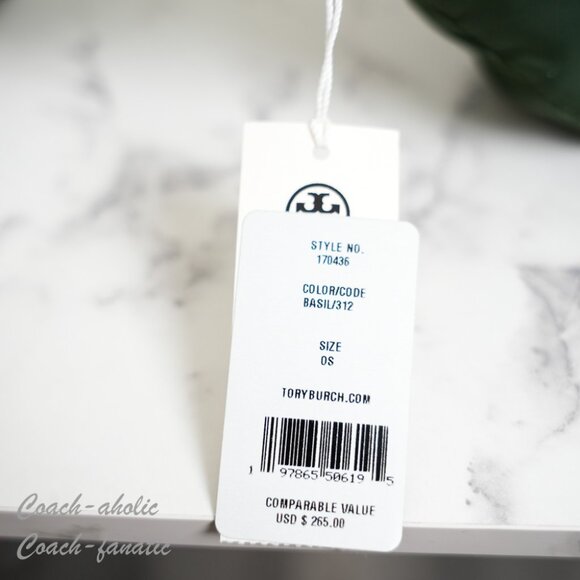 STYLE NO.
170436
COLOR/CODE
BASIL/312
SIZE
OS
TORYBURCH.COM
1 97865 50619 5
COMPARABLE VALUE
USD $ 265.00
Coach-aholic
Coach-fanatic